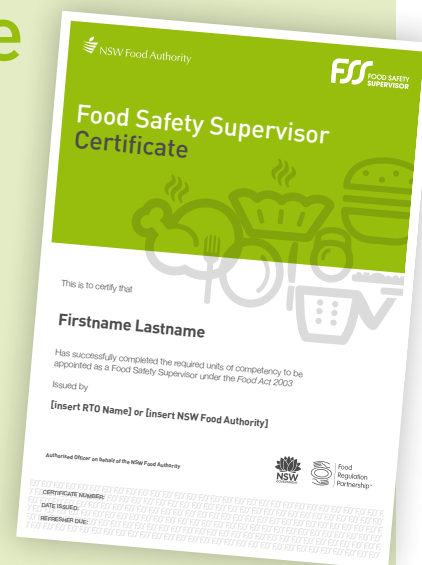 e
NSW Food Authority
FSS FOOD SAFETY
SUPERVISOR
Food Safety Supervisor
Certificate
This is to certify that
Firstname Lastname
Has successfully completed the required units of competency to be
appointed as a Food Safety Supervisor under the Food Act 2003
Issued by
[insert RTO Name] or [insert NSW Food Authority]
Authorised Officer on behalf of the NSW Food Authority
NSW
GOVERNMENT
Food
Regulation
Partnership
CERTIFICATE NUMBER:
DATE ISSUED:
REFRESHER DUE: